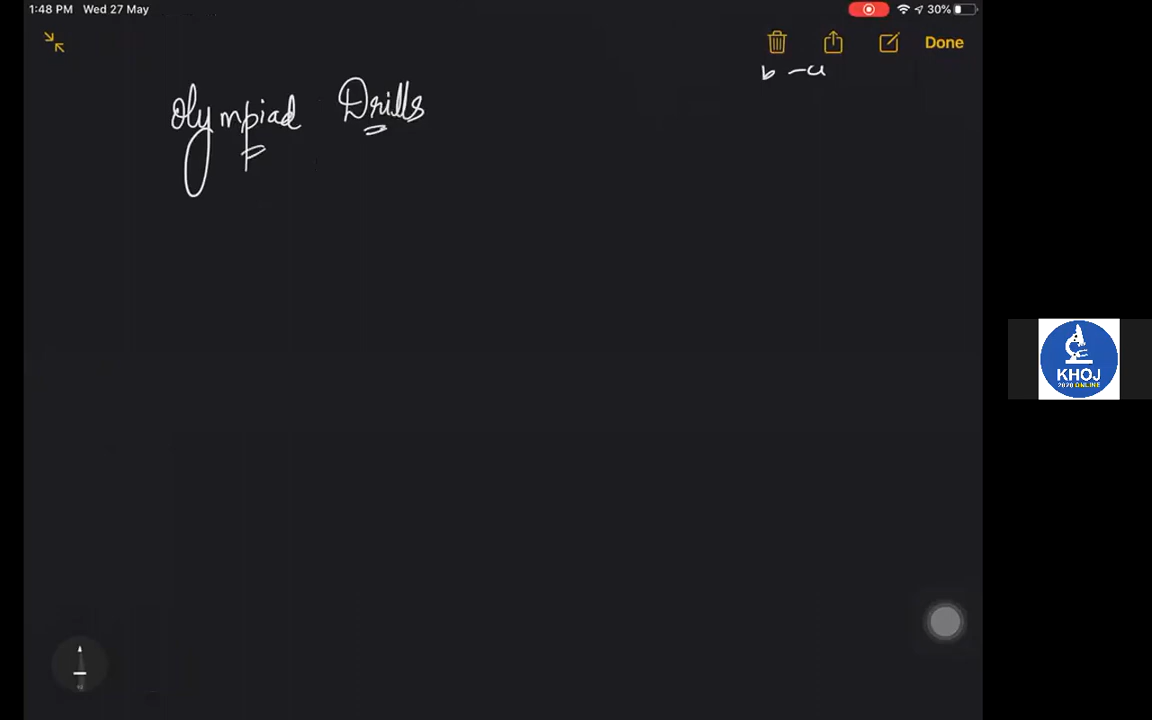 1:48 PM Wed 27 May
30%
Done
b - a
Olympiad Drills
KHOJ
2020 ONLINE